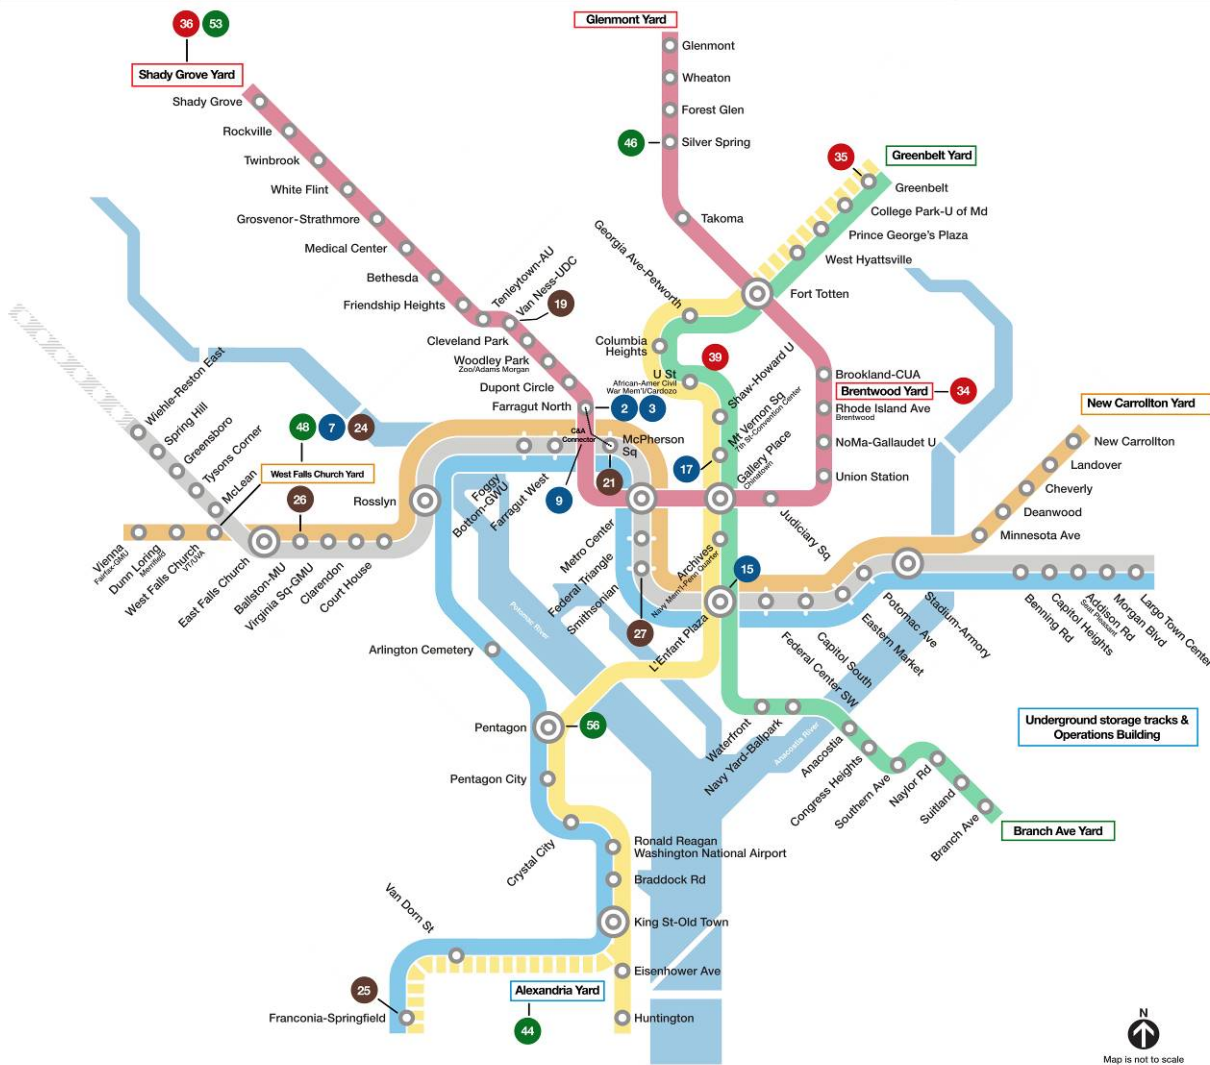 36
53
Shady Grove Yard
Shady Grove
Rockville
Twinbrook
White Flint
Grosvenor-Strathmore
Medical Center
Bethesda
Friendship Heights
Tenleytown-AU
Van Ness-UDC
19
Cleveland Park
Woodley Park
Zoo/Adams Morgan
Dupont Circle
Farragut North
2
3
C&A
Connector
9
McPherson
Sq
21
Glenmont Yard
Glenmont
Wheaton
Forest Glen
46
Silver Spring
Takoma
35
Greenbelt Yard
Greenbelt
College Park-U of Md
Prince George's Plaza
West Hyattsville
Fort Totten
Georgia Ave-Petworth
Columbia
Heights
U St
African-Amer Civil
War Mem'l/Cardozo
39
Shaw-Howard U
Mt Vernon Sq
7th St-Convention Center
17
Gallery Place
Chinatown
Brookland-CUA
Brentwood Yard
34
Rhode Island Ave
Brentwood
NoMa-Gallaudet U
Union Station
Judiciary Sq
New Carrollton Yard
New Carrollton
Landover
Cheverly
Deanwood
Minnesota Ave
Wiehle-Reston East
Spring Hill
Greensboro
Tysons Corner
McLean
48
7
24
West Falls Church Yard
26
Vienna
Fairfax-GMU
Dunn Loring
Merrifield
West Falls Church
VT/UVA
East Falls Church
Ballston-MU
Virginia Sq-GMU
Clarendon
Court House
Rosslyn
Foggy
Bottom-GWU
Farragut West
Metro Center
Federal Triangle
Smithsonian
27
Archives
Navy Mem'l-Penn Quarter
15
L'Enfant Plaza
Federal Center SW
Capitol South
Eastern Market
Potomac Ave
Stadium-Armory
Benning Rd
Capitol Heights
Addison Rd
Seat Pleasant
Morgan Blvd
Largo Town Center
Potomac River
Arlington Cemetery
Pentagon
56
Pentagon City
Crystal City
Ronald Reagan
Washington National Airport
Braddock Rd
King St-Old Town
Van Dorn St
Eisenhower Ave
25
Franconia-Springfield
Alexandria Yard
44
Huntington
Waterfront
Navy Yard-Ballpark
Anacostia River
Anacostia
Congress Heights
Southern Ave
Naylor Rd
Suitland
Branch Ave
Branch Ave Yard
Underground storage tracks &
Operations Building
N
Map is not to scale